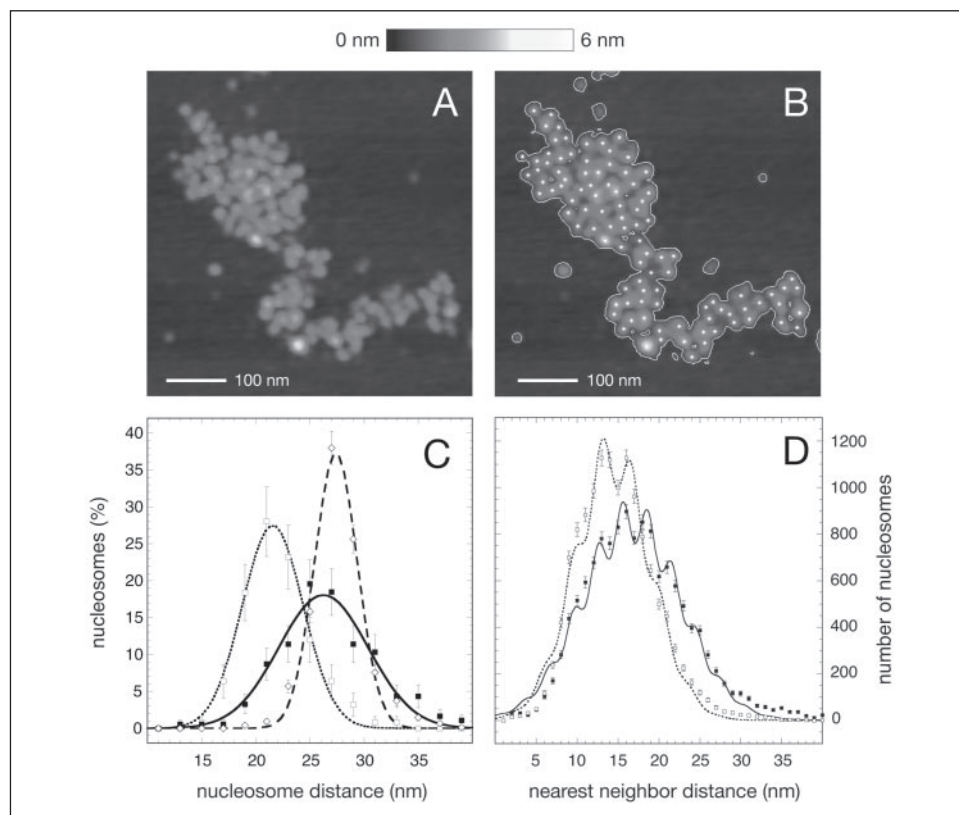 0 nm 6 nm
A B
100 nm 100 nm
C D
40
35
30
25
20
15
10
5
0
nucleosomes (%)
15 20 25 30 35
nucleosome distance (nm)
1200
1000
800
600
400
200
0
number of nucleosomes
5 10 15 20 25 30 35
nearest neighbor distance (nm)